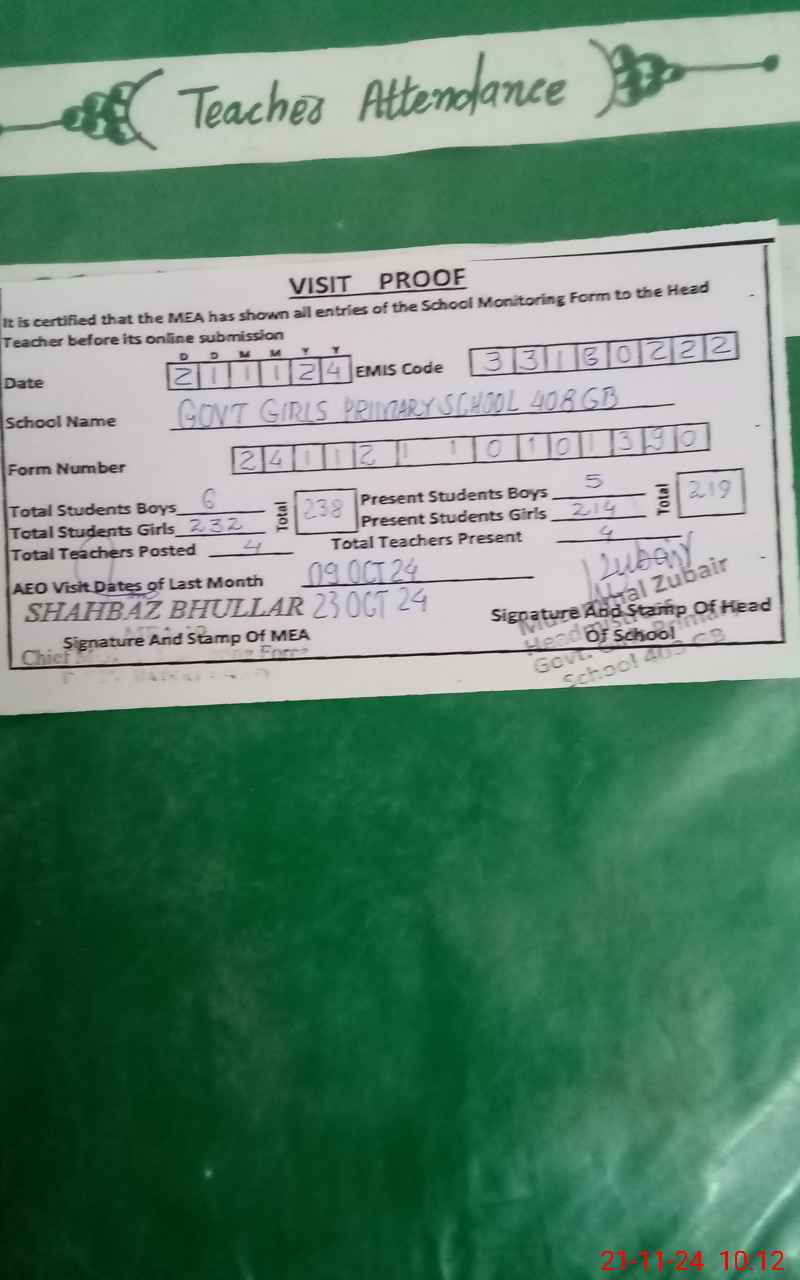 Teacher Attendance
VISIT PROOF
It is certified that the MEA has shown all entries of the School Monitoring Form to the Head
Teacher before its online submission
D D M M Y Y
Date 2 1 1 1 2 4 EMIS Code 3 3 1 3 0 2 2 2
School Name GOVT GIRLS PRIMARY SCHOOL 408 GB
Form Number 2 4 1 1 2 1 1 0 1 0 1 3 9 0
Total Students Boys 6 Total 238 Present Students Boys 5 Total 219
Total Students Girls 232 Present Students Girls 214
Total Teachers Posted 4 Total Teachers Present 4
AEO Visit Dates of Last Month 09 OCT 24
SHAHBAZ BHULLAR 23 OCT 24
Zubair
Zubair
Signature And Stamp Of MEA Signature And Stamp Of Head
Of School
Chief
Govt.
School
21-11-24 10:12